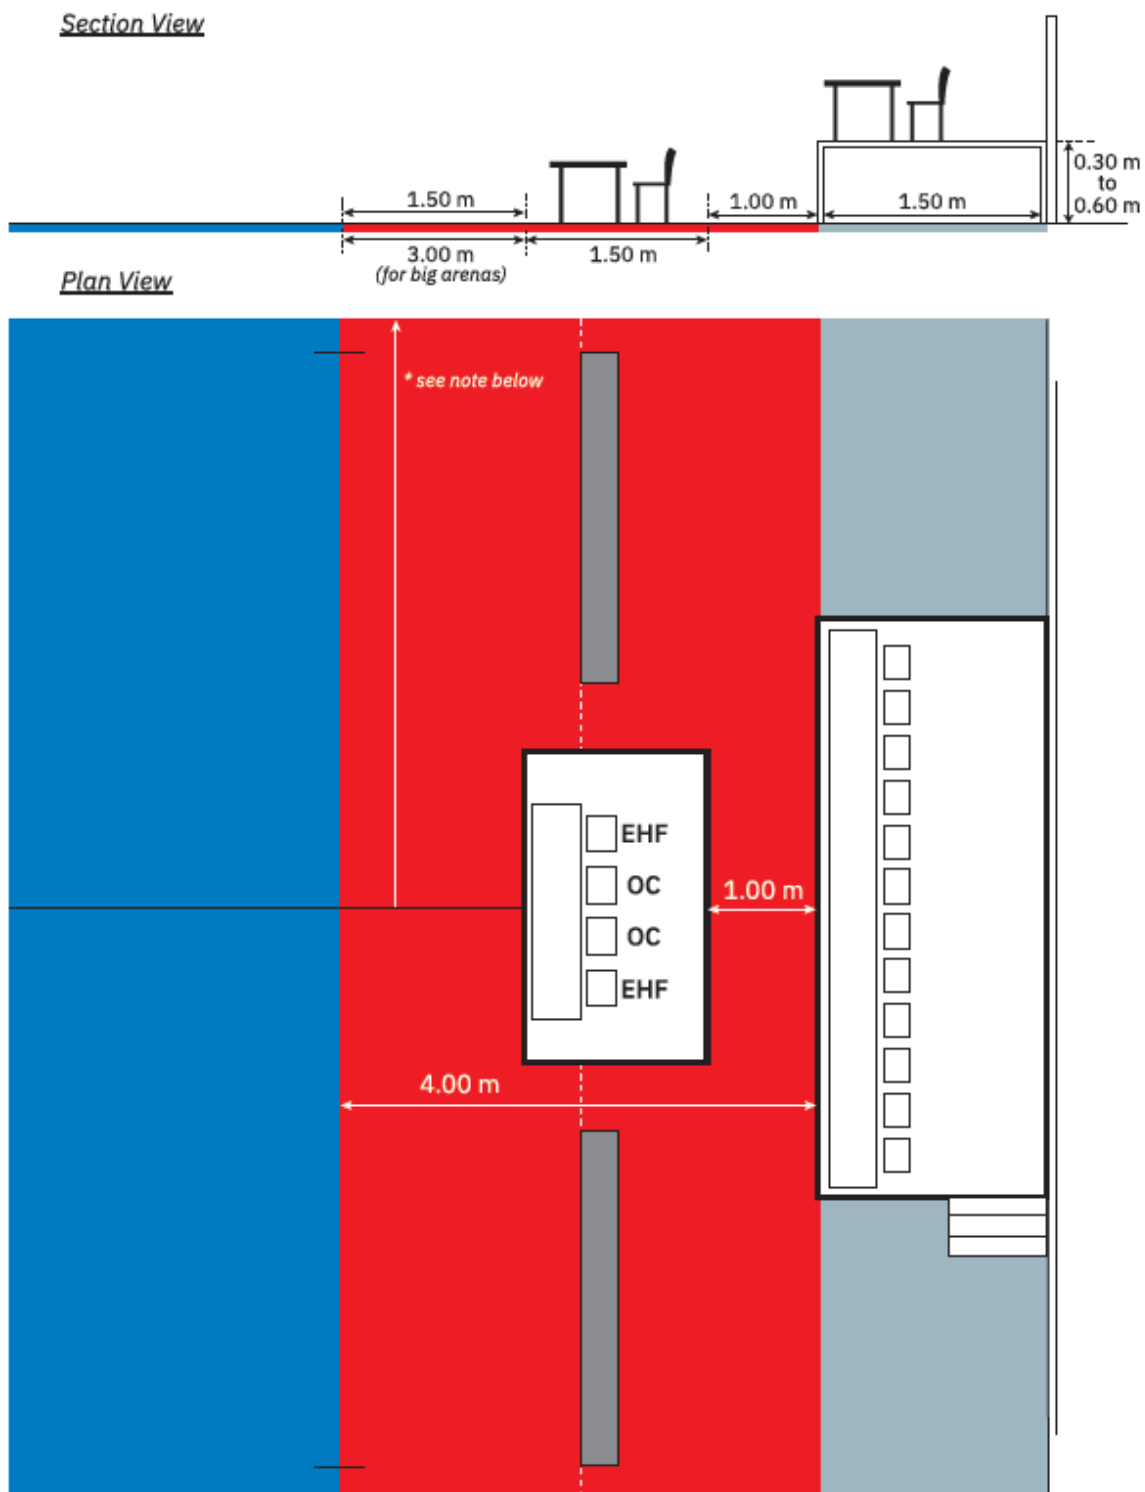 Section View
0.30 m
to
0.60 m
1.50 m
1.00 m
1.50 m
3.00 m
(for big arenas)
1.50 m
Plan View
* see note below
EHF
OC
1.00 m
OC
EHF
4.00 m